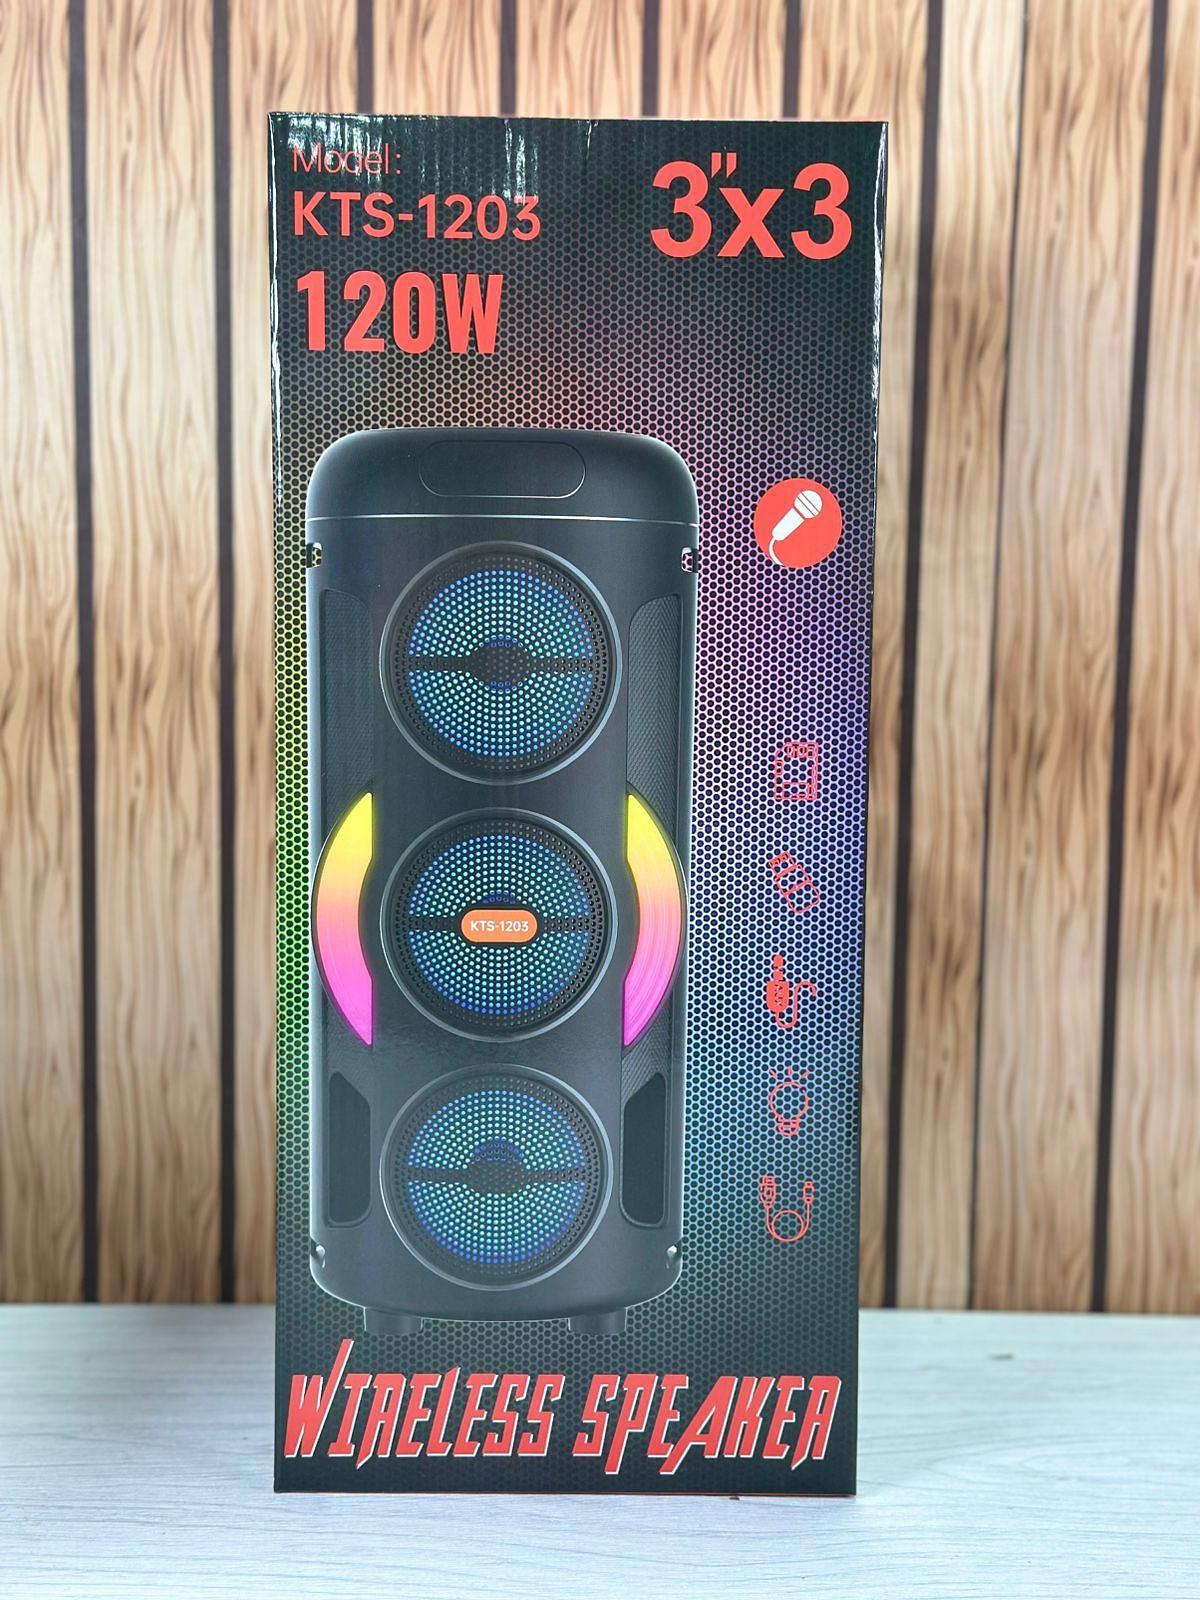 Model:
KTS-1203
120W
3"x3
KTS-1203
WIRELESS SPEAKER